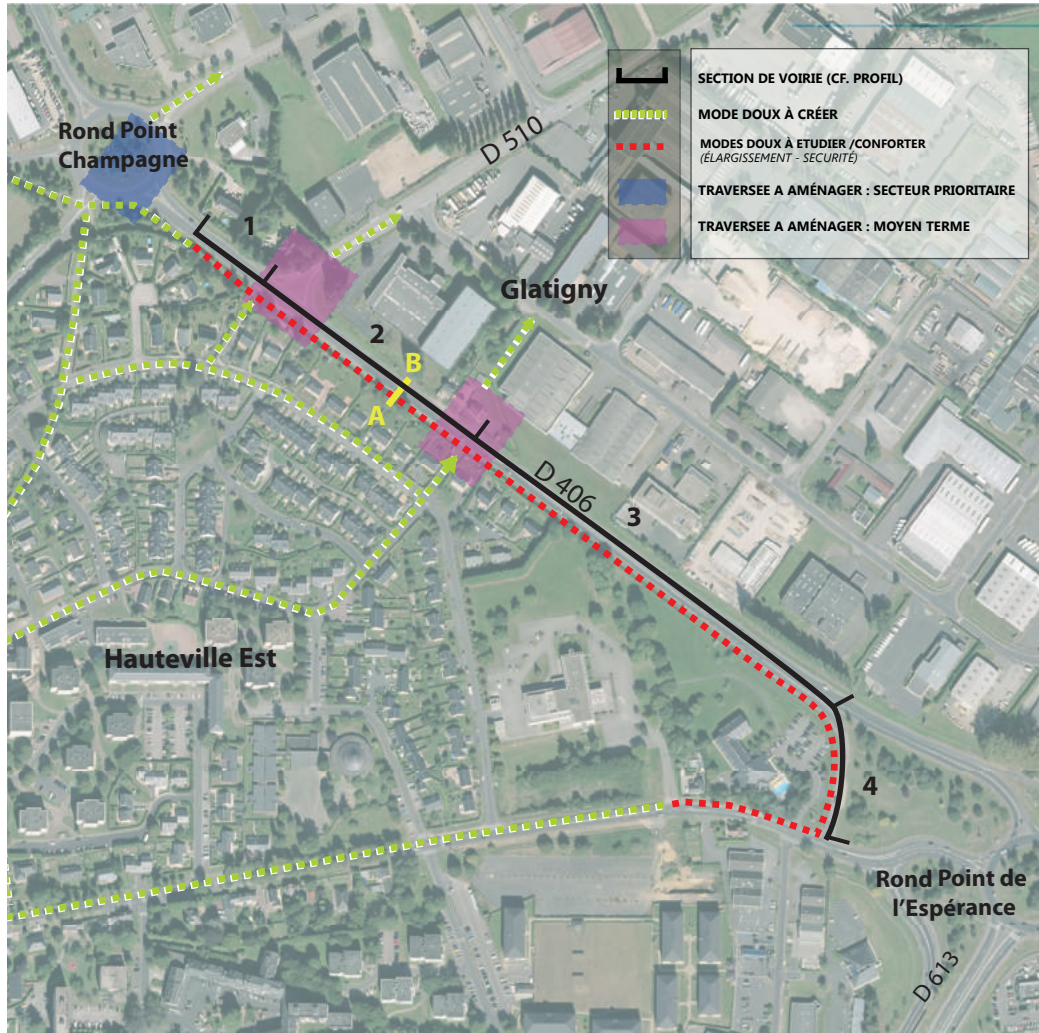 SECTION DE VOIRIE (CF. PROFIL)
MODE DOUX À CRÉER
MODES DOUX À ETUDIER /CONFORTER
(ÉLARGISSEMENT - SECURITÉ)
TRAVERSEE A AMÉNAGER : SECTEUR PRIORITAIRE
TRAVERSEE A AMÉNAGER : MOYEN TERME
Rond Point
Champagne
D 510
1
Glatigny
2
B
A
D 406
3
Hauteville Est
4
Rond Point de
l'Espérance
D 613